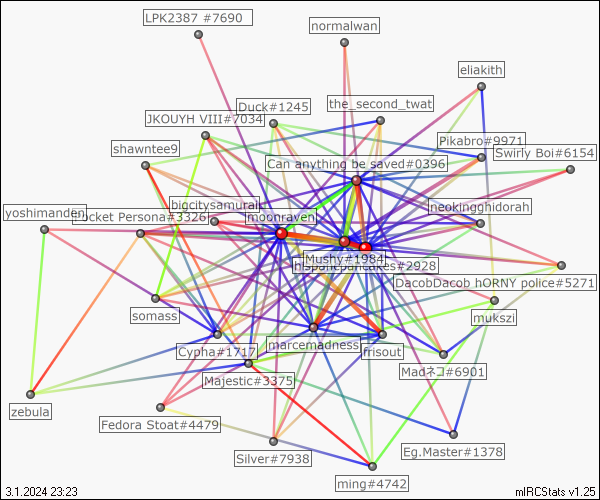 LPK2387 #7690
normalwan
eliakith
Duck#1245
the_second_twat
JKOUYH VIII#7034
Pikabro#9971
shawntee9
Swirly Boi#6154
Can anything be saved#0396
bigcitysamurai
neokingghidorah
yoshimanden
Pocket Persona#3326
moonraven
Mushy#1984
hispanicpancakes#2928
DacobDacob hORNY police#5271
somass
mukszi
marcemadness
frisout
Cypha#1717
Madネコ#6901
Majestic#3375
zebula
Fedora Stoat#4479
Eg.Master#1378
Silver#7938
ming#4742
3.1.2024 23:23
mIRCStats v1.25